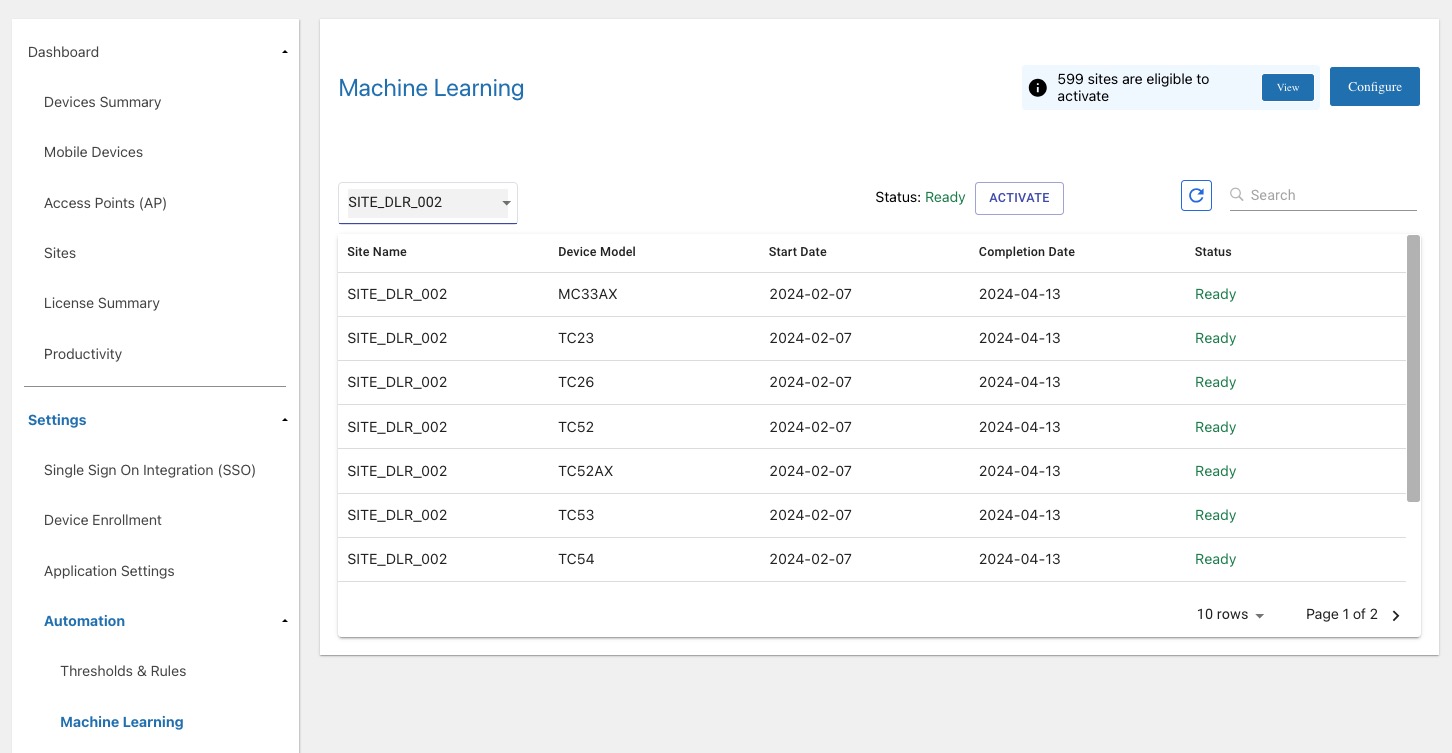 Dashboard
Devices Summary
Mobile Devices
Access Points (AP)
Sites
License Summary
Productivity
Settings
Single Sign On Integration (SSO)
Device Enrollment
Application Settings
Automation
Thresholds & Rules
Machine Learning
Machine Learning
599 sites are eligible to
activate
View
Configure
SITE_DLR_002
Status: Ready
ACTIVATE
Search
Site Name Device Model Start Date Completion Date Status
SITE_DLR_002 MC33AX 2024-02-07 2024-04-13 Ready
SITE_DLR_002 TC23 2024-02-07 2024-04-13 Ready
SITE_DLR_002 TC26 2024-02-07 2024-04-13 Ready
SITE_DLR_002 TC52 2024-02-07 2024-04-13 Ready
SITE_DLR_002 TC52AX 2024-02-07 2024-04-13 Ready
SITE_DLR_002 TC53 2024-02-07 2024-04-13 Ready
SITE_DLR_002 TC54 2024-02-07 2024-04-13 Ready
10 rows Page 1 of 2